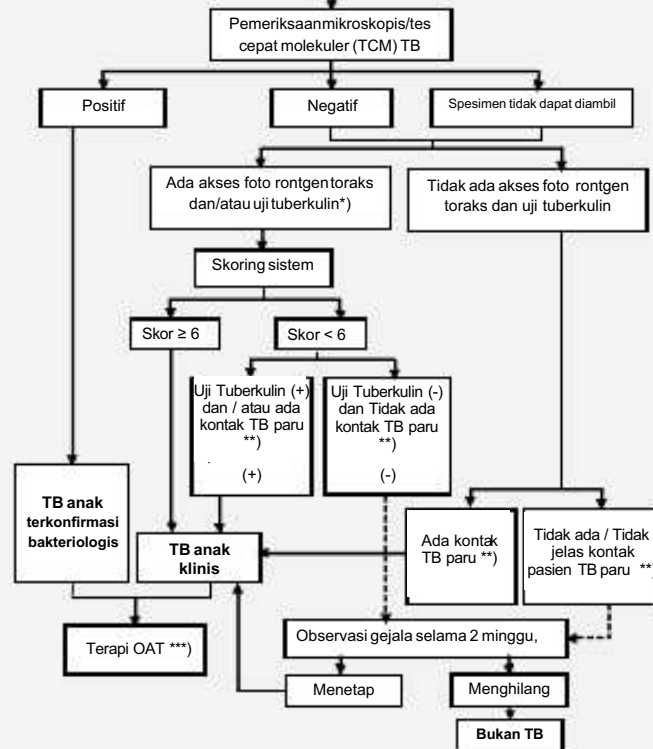 Pemeriksaanmikroskopis/tes
cepat molekuler (TCM) TB
Positif
Negatif
Spesimen tidak dapat diambil
Ada akses foto rontgen toraks
dan/atau uji tuberkulin*)
Tidak ada akses foto rontgen
toraks dan uji tuberkulin
Skoring sistem
Skor ≥ 6
Skor < 6
Uji Tuberkulin (+)
dan / atau ada
kontak TB paru
**)
(+)
Uji Tuberkulin (-)
dan Tidak ada
kontak TB paru
**)
(-)
TB anak
terkonfirmasi
bakteriologis
TB anak
klinis
Ada kontak
TB paru **)
Tidak ada / Tidak
jelas kontak
pasien TB paru **)
Terapi OAT ***)
Observasi gejala selama 2 minggu,
Menetap
Menghilang
Bukan TB